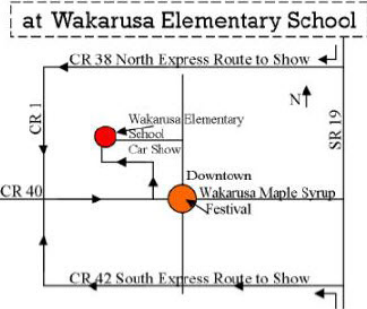 at Wakarusa Elementary School
CR 38 North Express Route to Show
N
CR 1
SR 19
Wakarusa Elementary
School
Car Show
Downtown
CR 40
Wakarusa Maple Syrup
Festival
CR 42 South Express Route to Show